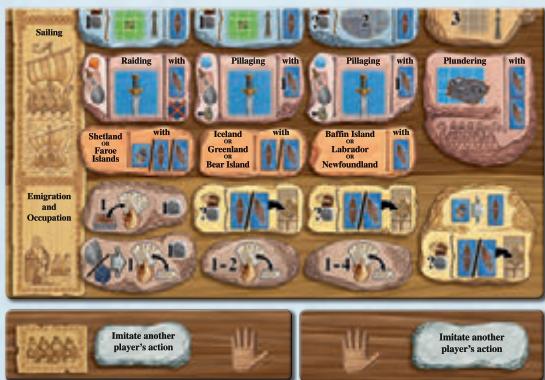 ?
?
?
3
Sailing
Raiding with
Pillaging with
Pillaging with
Plundering
Shetland
OR
Faroe
Islands
with
Iceland
OR
Greenland
OR
Bear Island
with
Baffin Island
OR
Labrador
OR
Newfoundland
with
Emigration
and
Occupation
1
?
?
?
1
1-2
1-4
Imitate another
player's action
Imitate another
player's action